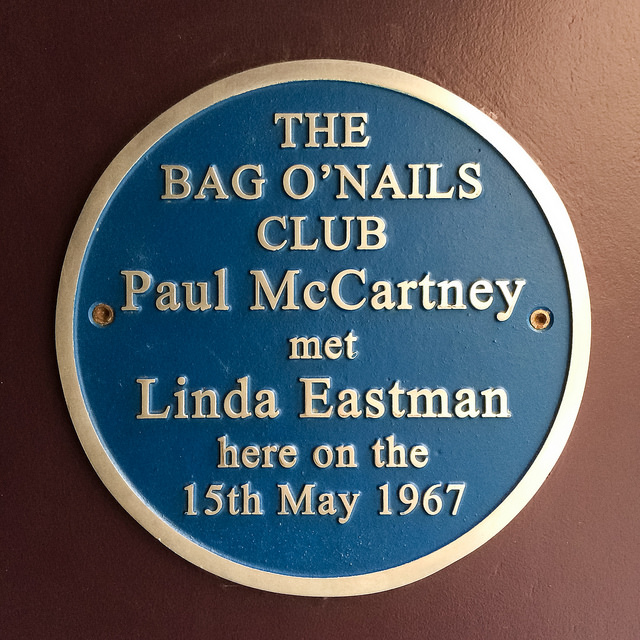 THE
BAG O'NAILS
CLUB
Paul McCartney
met
Linda Eastman
here on the
15th May 1967